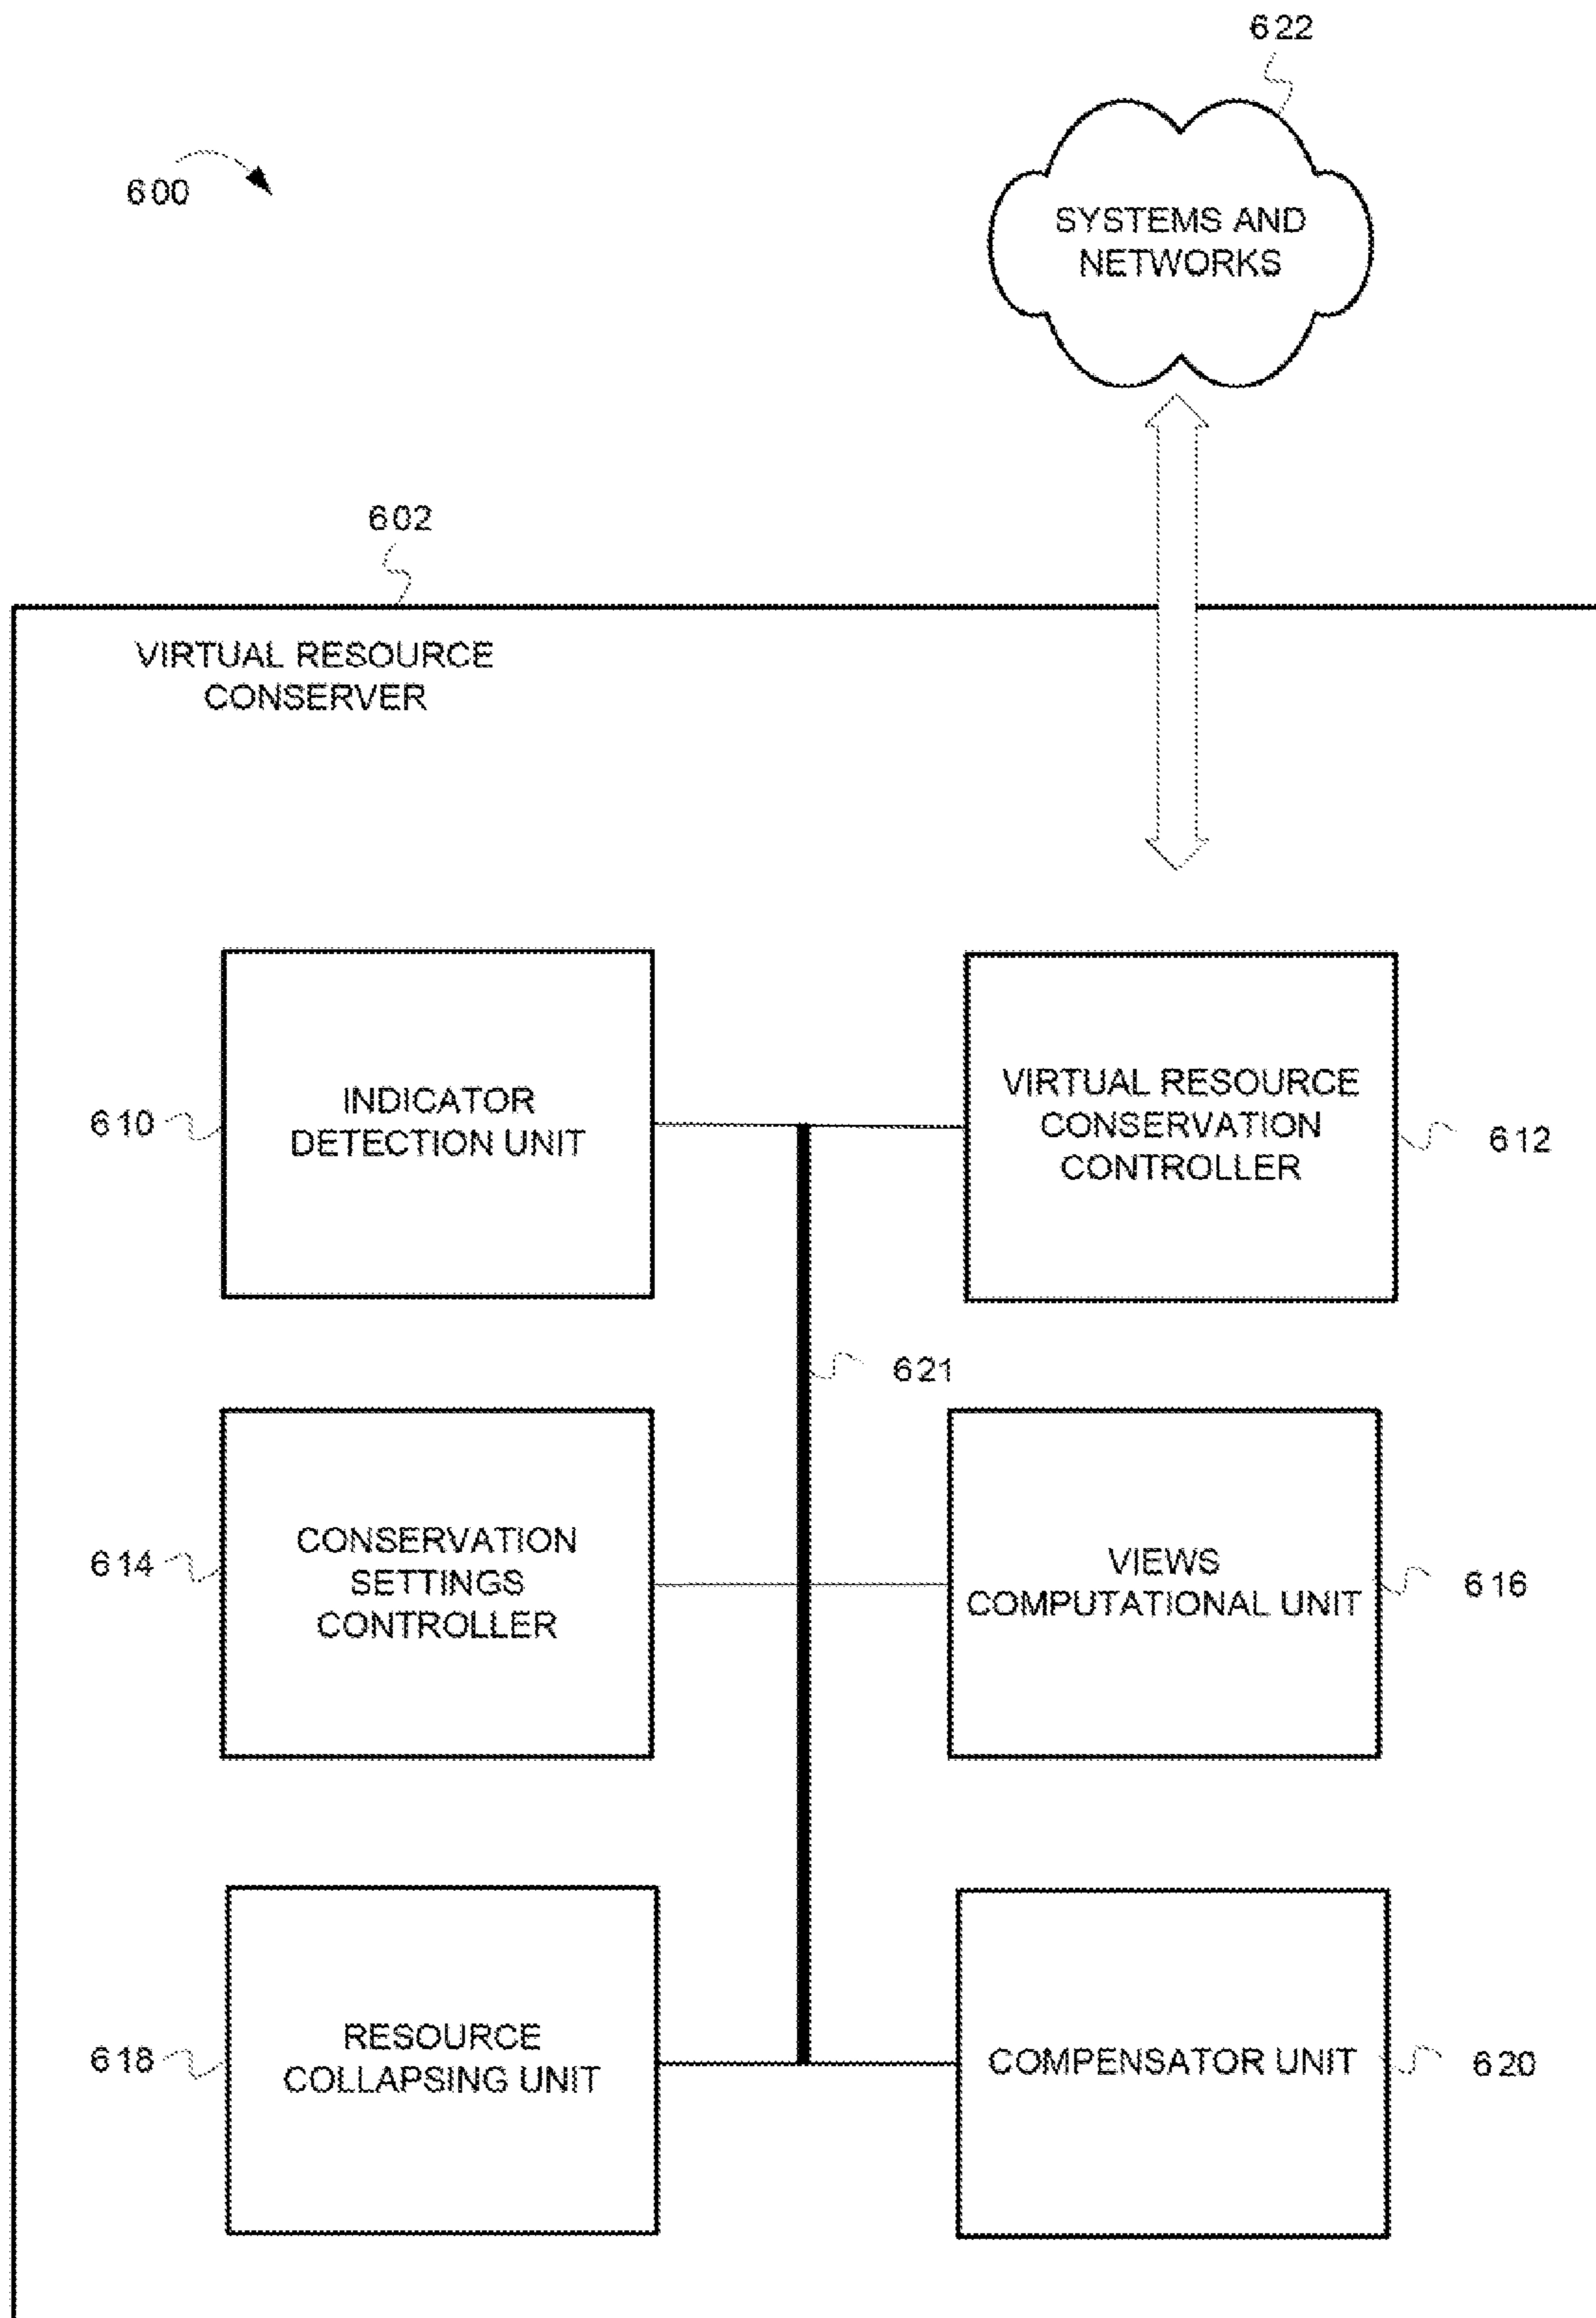 622
600
SYSTEMS AND
NETWORKS
602
VIRTUAL RESOURCE
CONSERVER
610
INDICATOR
DETECTION UNIT
VIRTUAL RESOURCE
CONSERVATION
CONTROLLER
612
621
614
CONSERVATION
SETTINGS
CONTROLLER
VIEWS
COMPUTATIONAL UNIT
616
618
RESOURCE
COLLAPSING UNIT
COMPENSATOR UNIT
620